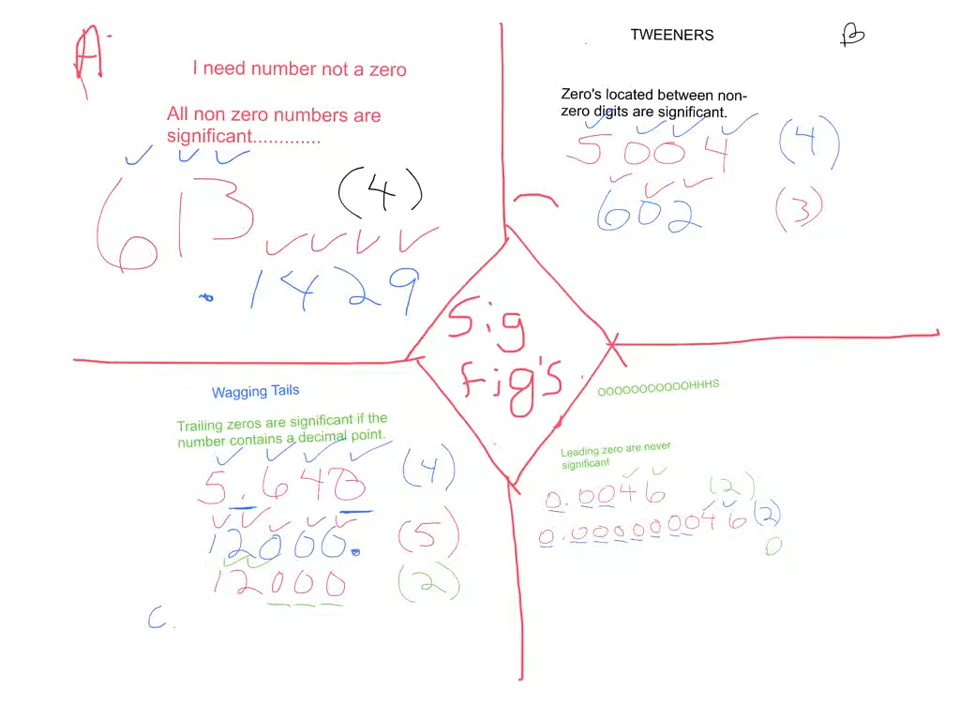 A
I need number not a zero
All non zero numbers are
significant.............
613
(4)
.1429
TWEENERS
B
Zero's located between non-
zero digits are significant.
5004 (4)
602 (3)
Sig
Fig's
Wagging Tails
Trailing zeros are significant if the
number contains a decimal point.
5.640 (4)
12000. (5)
12000 (2)
C.
OOOOOOOOOOOHHHS
Leading zero are never
significant
0.0046 (2)
0.000000046 (2)
0